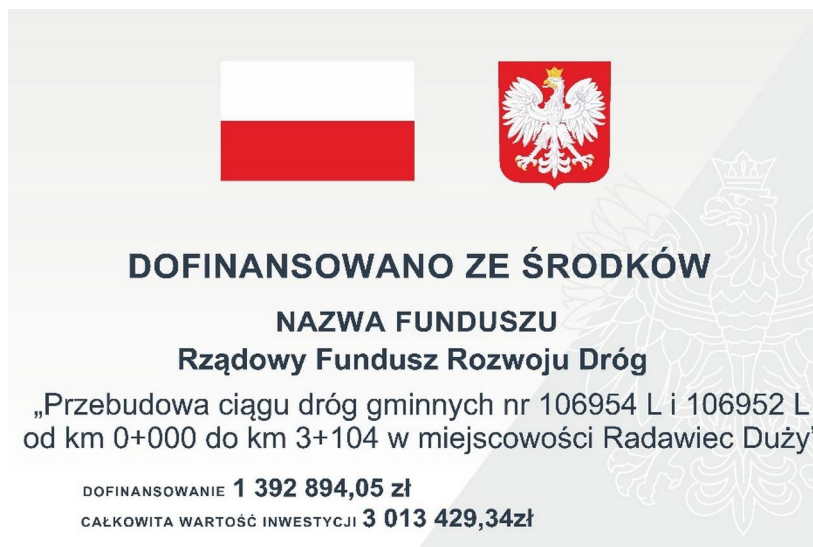 DOFINANSOWANO ZE ŚRODKÓW
NAZWA FUNDUSZU
Rządowy Fundusz Rozwoju Dróg
„Przebudowa ciągu dróg gminnych nr 106954 L i 106952 L
od km 0+000 do km 3+104 w miejscowości Radawiec Duży”
DOFINANSOWANIE 1 392 894,05 zł
CAŁKOWITA WARTOŚĆ INWESTYCJI 3 013 429,34zł